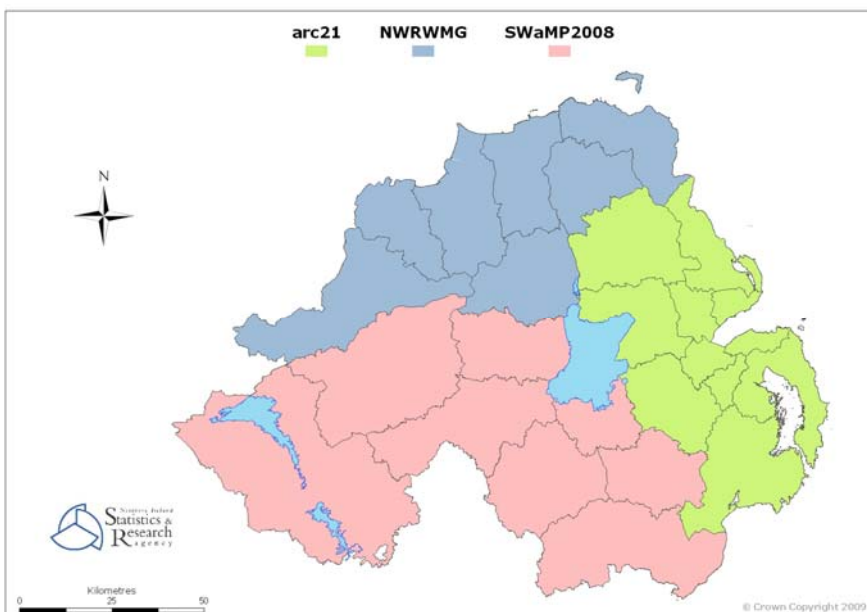 arc21 NWRWMG SWaMP2008
N
Northern Ireland
Statistics &
Research
agency
Kilometres
0 25 50
© Crown Copyright 2009